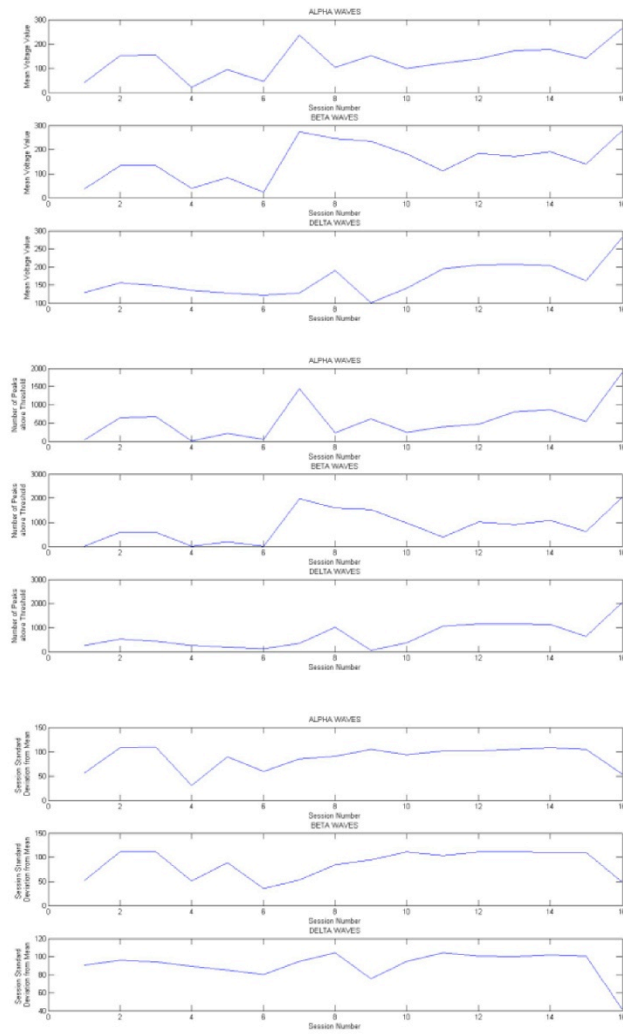 ALPHA WAVES
Mean Voltage Value
300
200
100
0
0 2 4 6 8 10 12 14 16
Session Number
BETA WAVES
Mean Voltage Value
300
200
100
0
0 2 4 6 8 10 12 14 16
Session Number
DELTA WAVES
Mean Voltage Value
300
250
200
150
100
0 2 4 6 8 10 12 14 16
Session Number
ALPHA WAVES
Number of Peaks
above Threshold
2000
1500
1000
500
0
0 2 4 6 8 10 12 14 16
Session Number
BETA WAVES
Number of Peaks
above Threshold
3000
2000
1000
0
0 2 4 6 8 10 12 14 16
Session Number
DELTA WAVES
Number of Peaks
above Threshold
3000
2000
1000
0
0 2 4 6 8 10 12 14 16
Session Number
ALPHA WAVES
Session Standard
Deviation from Mean
150
100
50
0
0 2 4 6 8 10 12 14 16
Session Number
BETA WAVES
Session Standard
Deviation from Mean
150
100
50
0
0 2 4 6 8 10 12 14 16
Session Number
DELTA WAVES
Session Standard
Deviation from Mean
120
100
80
60
40
0 2 4 6 8 10 12 14 16
Session Number